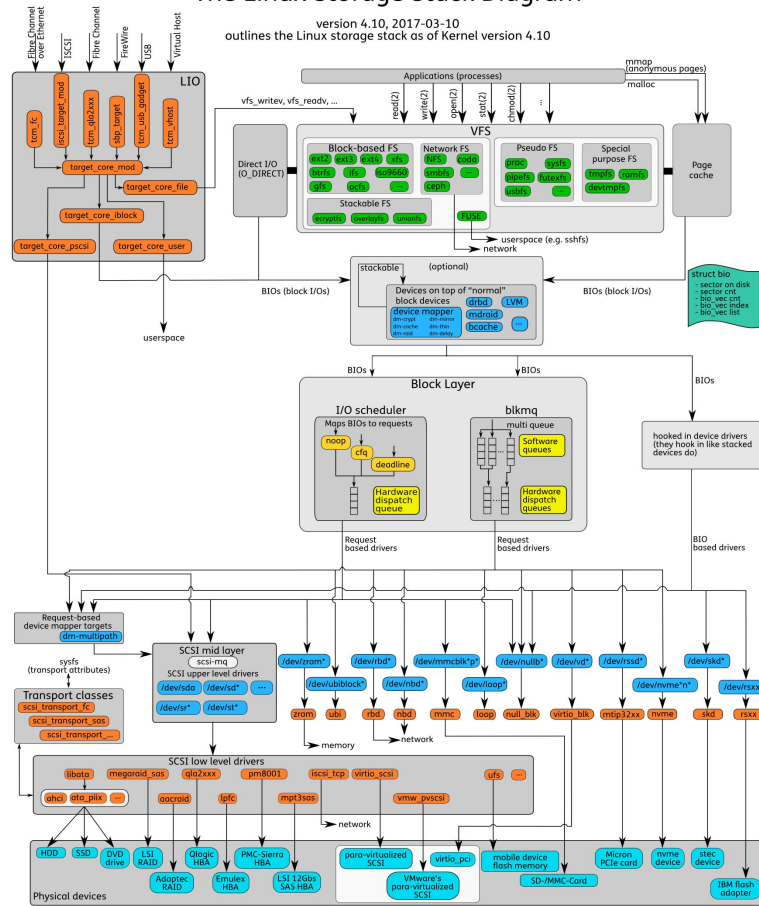 The Linux Storage Stack Diagram
version 4.10, 2017-03-10
outlines the Linux storage stack as of Kernel version 4.10
Fibre Channel
over Ethernet
ISCSI
Fibre Channel
FireWire
USB
Virtual Host
LIO
tcm_fc
iscsi_target_mod
tcm_qla2xxx
sbp_target
tcm_usb_gadget
tcm_vhost
target_core_mod
target_core_file
target_core_iblock
target_core_pscsi
target_core_user
userspace
vfs_writev, vfs_readv, ...
Applications (processes)
mmap
(anonymous pages)
malloc
read(2)
write(2)
open(2)
stat(2)
chmod(2)
...
VFS
Direct I/O
(O_DIRECT)
Block-based FS
ext2
ext3
ext4
xfs
btrfs
ifs
iso9660
gfs
ocfs
...
Network FS
NFS
coda
smbfs
...
ceph
Stackable FS
ecryptfs
overlayfs
unionfs
FUSE
Pseudo FS
proc
sysfs
pipefs
futexfs
usbfs
...
Special
purpose FS
tmpfs
ramfs
devtmpfs
Page
cache
userspace (e.g. sshfs)
network
BIOs (block I/Os)
stackable
(optional)
Devices on top of "normal"
block devices
drbd
LVM
device mapper
dm-crypt
dm-mirror
dm-cache
dm-thin
dm-raid
dm-delay
mdraid
bcache
...
BIOs (block I/Os)
struct bio
- sector on disk
- sector cnt
- bio_vec cnt
- bio_vec index
- bio_vec list
BIOs
BIOs
BIOs
Block Layer
I/O scheduler
Maps BIOs to requests
noop
cfq
deadline
Hardware
dispatch
queue
blkmq
multi queue
Software
queues
...
Hardware
dispatch
queues
...
hooked in device drivers
(they hook in like stacked
devices do)
Request
based drivers
Request
based drivers
BIO
based drivers
Request-based
device mapper targets
dm-multipath
sysfs
(transport attributes)
Transport classes
scsi_transport_fc
scsi_transport_sas
scsi_transport_...
SCSI mid layer
scsi-mq
SCSI upper level drivers
/dev/sda
/dev/sd*
...
/dev/sr*
/dev/st*
/dev/zram*
/dev/rbd*
/dev/mmcblk*p*
/dev/nullb*
/dev/vd*
/dev/rssd*
/dev/skd*
/dev/ubiblock*
/dev/nbd*
/dev/loop*
/dev/nvme*n*
/dev/rsxx
zram
ubi
rbd
nbd
mmc
loop
null_blk
virtio_blk
mtip32xx
nvme
skd
rsxx
memory
network
SCSI low level drivers
libata
megaraid_sas
qla2xxx
pm8001
iscsi_tcp
virtio_scsi
ufs
...
ahci
ata_piix
...
aacraid
lpfc
mpt3sas
vmw_pvscsi
network
HDD
SSD
DVD
drive
LSI
RAID
Qlogic
HBA
PMC-Sierra
HBA
para-virtualized
SCSI
virtio_pci
mobile device
flash memory
Micron
PCIe card
nvme
device
stec
device
Adaptec
RAID
Emulex
HBA
LSI 12Gbs
SAS HBA
VMware's
para-virtualized
SCSI
SD-/MMC-Card
IBM flash
adapter
Physical devices